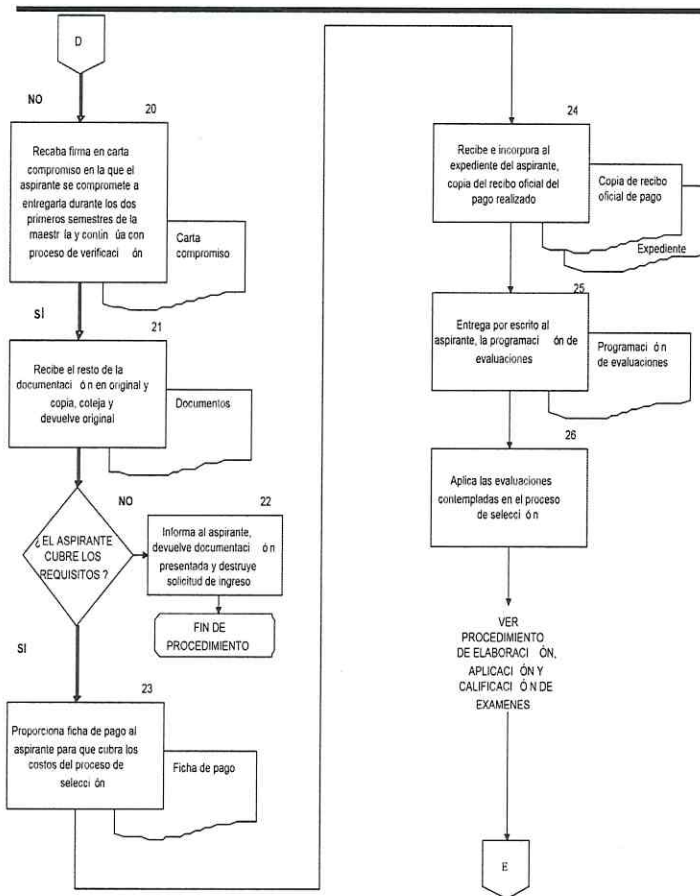 D
NO
20
Recaba firma en carta
compromiso en la que el
aspirante se compromete a
entregarla durante los dos
primeros semestres de la
maestr ía y contin úa con
proceso de verificaci ón
Carta
compromiso
SÍ
21
Recibe el resto de la
documentaci ón en original y
copia, coteja y
devuelve original
Documentos
¿ EL ASPIRANTE
CUBRE LOS
REQUISITOS ?
NO
22
Informa al aspirante,
devuelve documentaci ón
presentada y destruye
solicitud de ingreso
FIN DE
PROCEDIMIENTO
SI
23
Proporciona ficha de pago al
aspirante para que cubra los
costos del proceso de
selecci ón
Ficha de pago
24
Recibe e incorpora al
expediente del aspirante,
copia del recibo oficial del
pago realizado
Copia de recibo
oficial de pago
Expediente
25
Entrega por escrito al
aspirante, la programaci ón de
evaluaciones
Programaci ón
de evaluaciones
26
Aplica las evaluaciones
contempladas en el proceso
de selecci ón
VER
PROCEDIMIENTO
DE ELABORACI ÓN,
APLICACI ÓN Y
CALIFICACI ÓN DE
EXAMENES
E